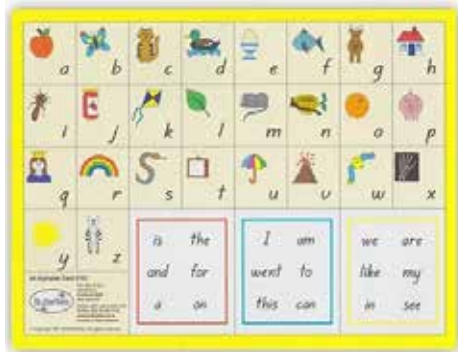 a b c d e f g h
i j k l m n o p
q r s t u v w x
y z
is the
and for
a on
I am
went to
this can
we are
like my
in see